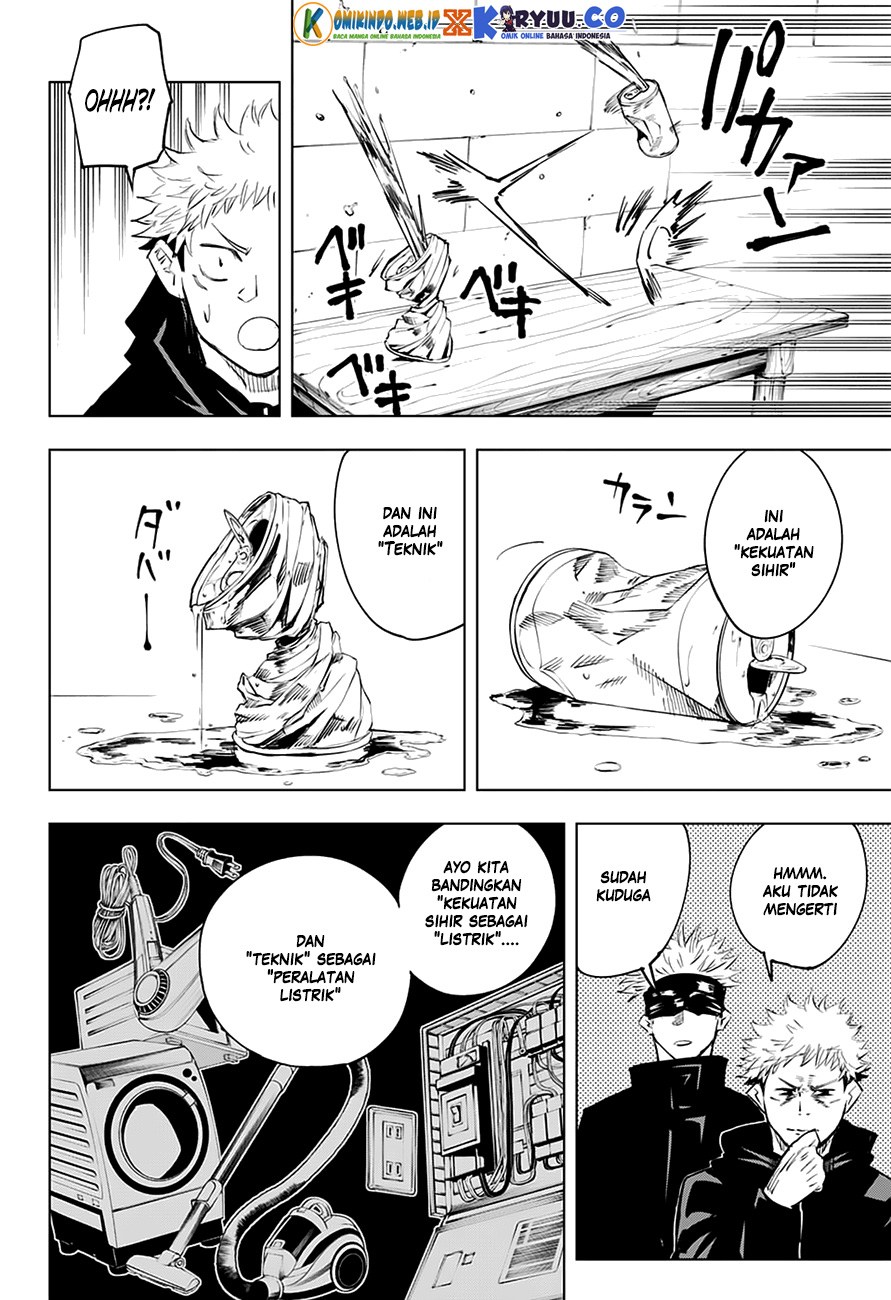 KOMIKINDO.WEB.ID X KIRYUU.CO
BACA MANGA ONLINE BAHASA INDONESIA
KOMIK ONLINE BAHASA INDONESIA
パカァン
ベキ
ベキ
ベキ
OHHH?!
カラン
INI
ADALAH
"KEKUATAN
SIHIR"
DAN INI
ADALAH
"TEKNIK"
ダバー
HMMM.
AKU TIDAK
MENGERTI
SUDAH
KUDUGA
AYO KITA
BANDINGKAN
"KEKUATAN
SIHIR SEBAGAI
"LISTRIK"....
DAN
"TEKNIK" SEBAGAI
"PERALATAN
LISTRIK"